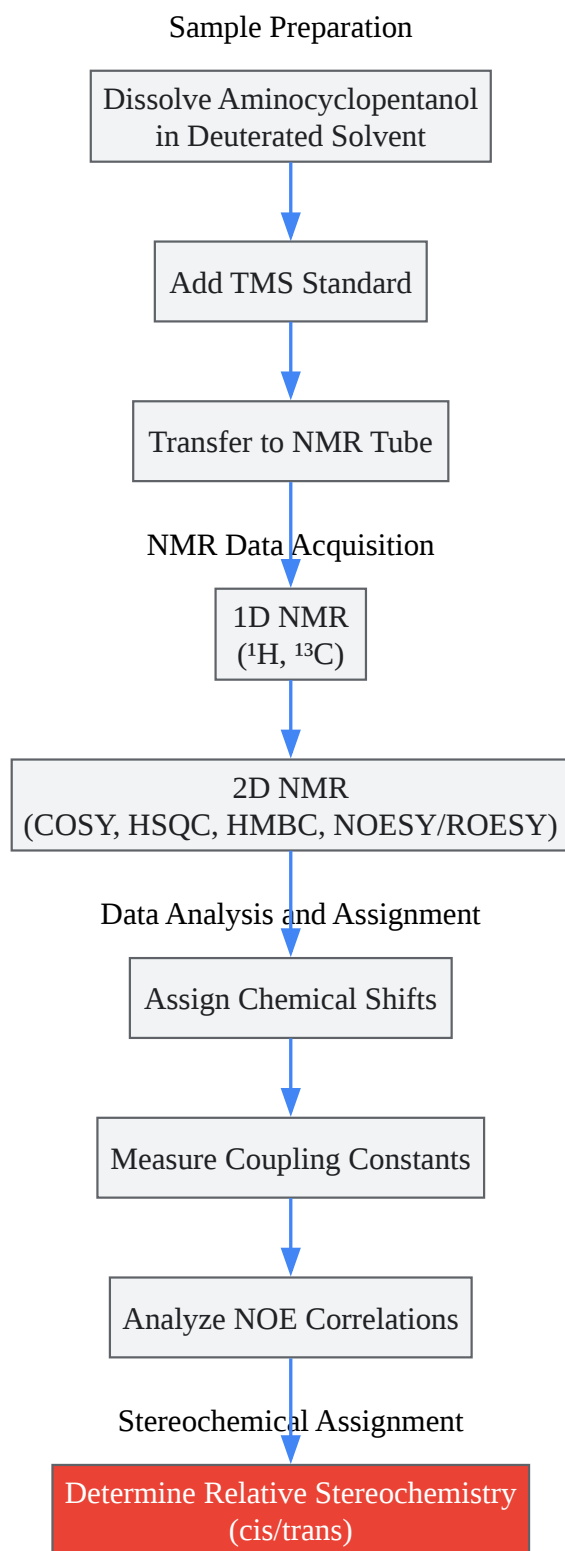 Sample Preparation
Dissolve Aminocyclopentanol
in Deuterated Solvent
Add TMS Standard
Transfer to NMR Tube
NMR Data Acquisition
1D NMR
(¹H, ¹³C)
2D NMR
(COSY, HSQC, HMBC, NOESY/ROESY)
Data Analysis and Assignment
Assign Chemical Shifts
Measure Coupling Constants
Analyze NOE Correlations
Stereochemical Assignment
Determine Relative Stereochemistry
(cis/trans)